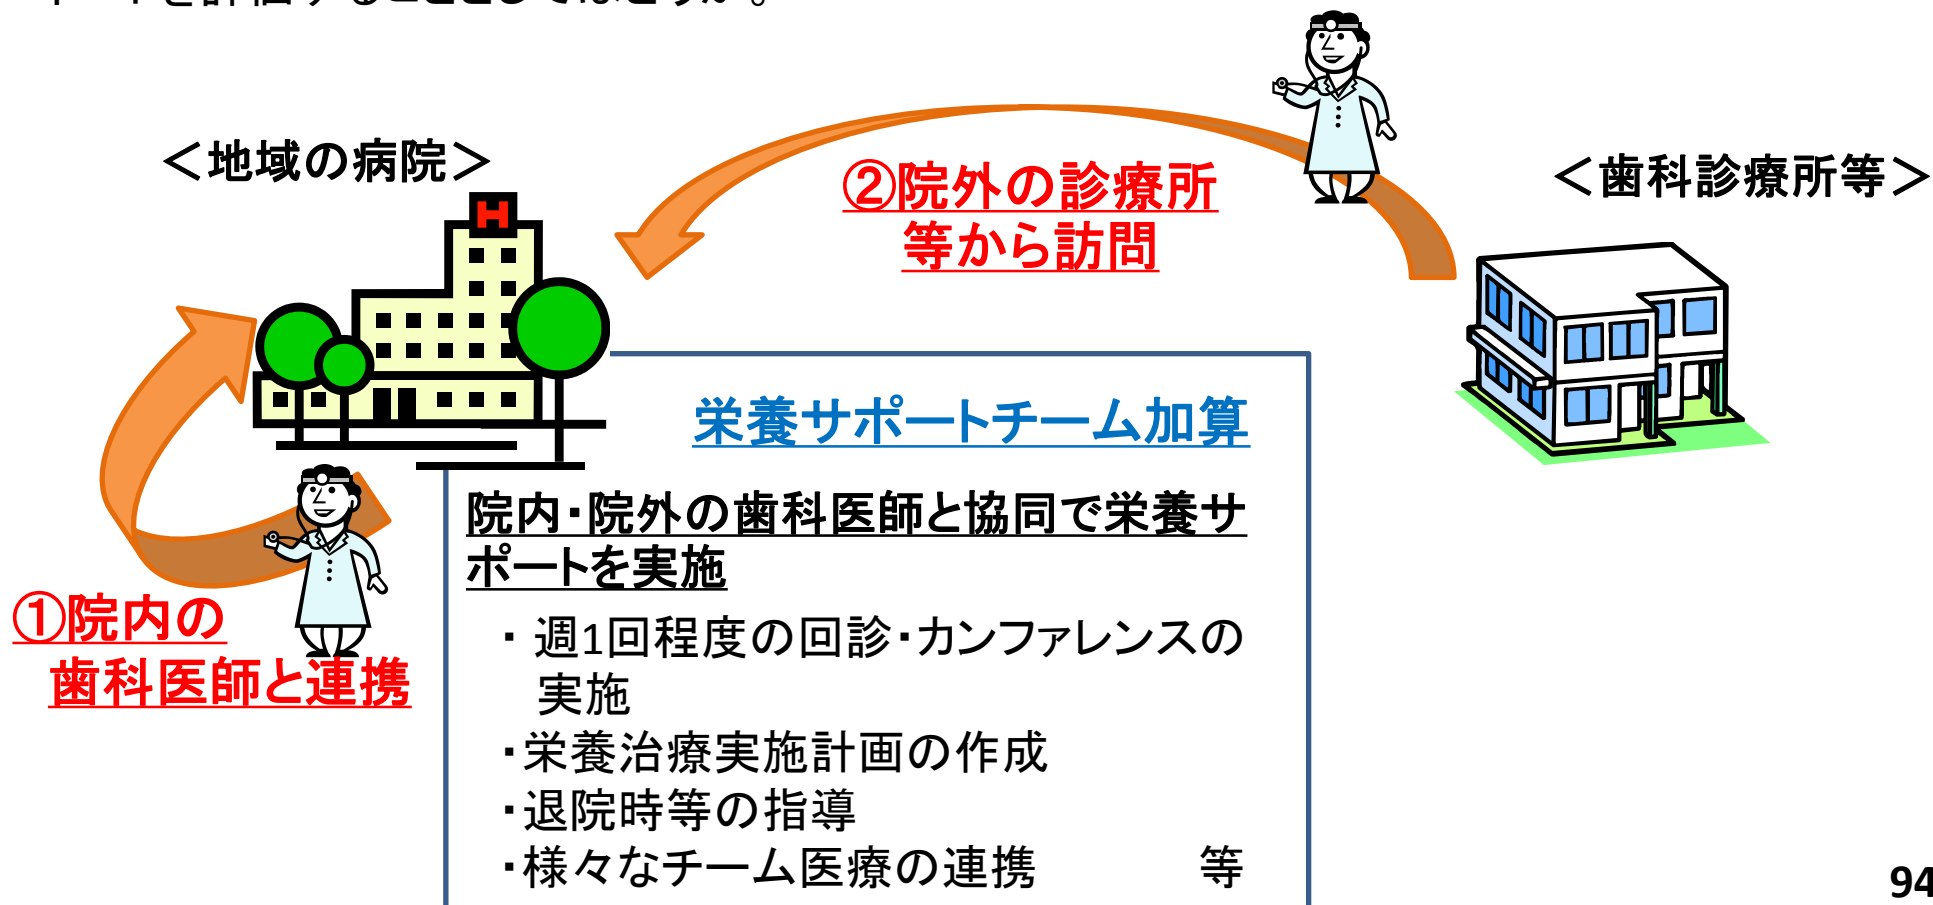 ＜地域の病院＞
②院外の診療所
等から訪問
＜歯科診療所等＞
H
栄養サポートチーム加算
院内・院外の歯科医師と協同で栄養サ
ポートを実施
・週1回程度の回診・カンファレンスの
実施
・栄養治療実施計画の作成
・退院時等の指導
・様々なチーム医療の連携　　　等
①院内の
歯科医師と連携
94